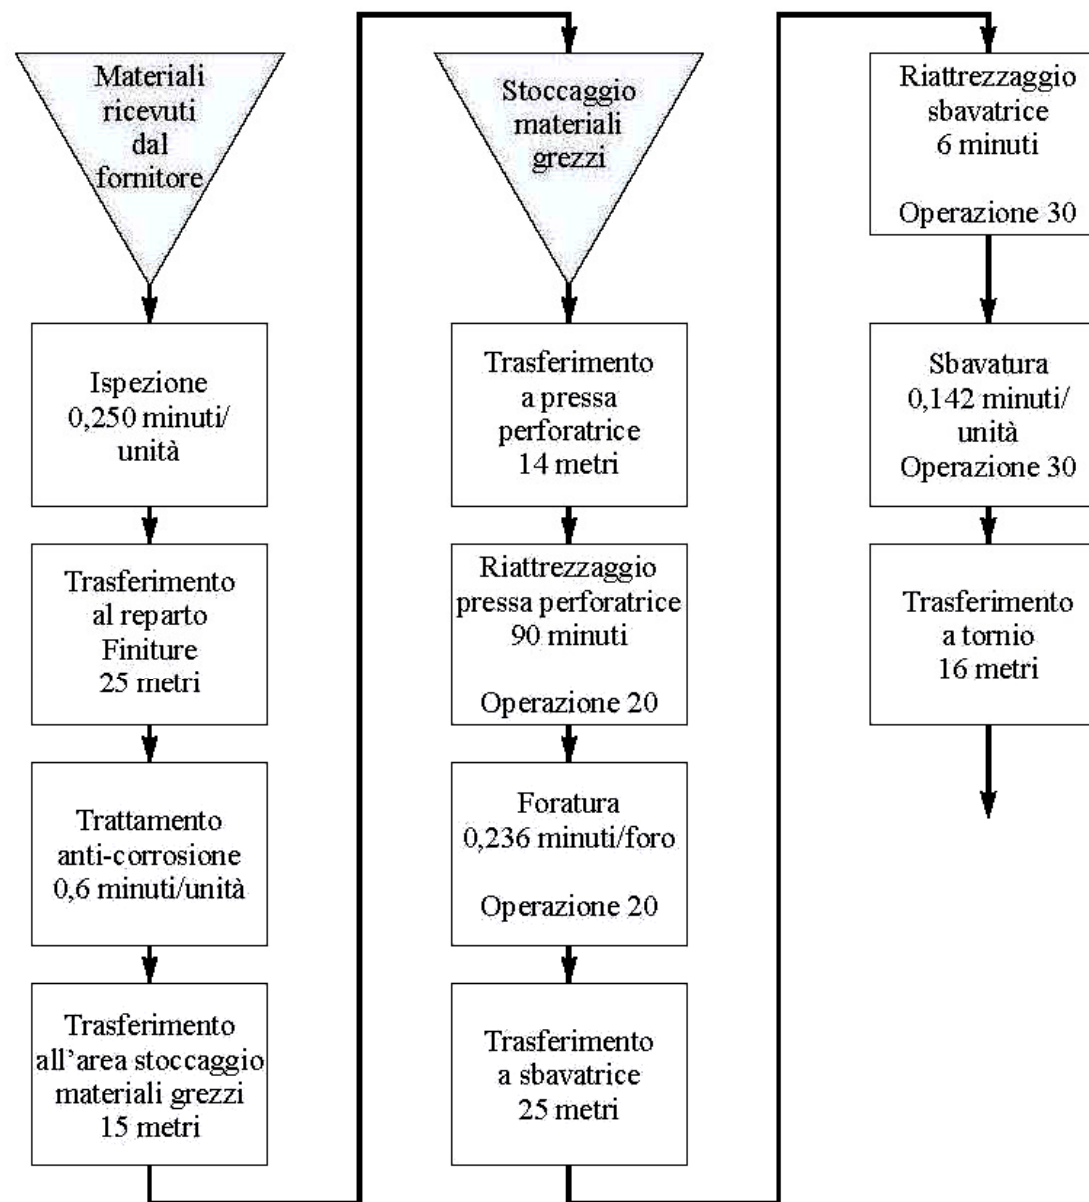 Materiali
ricevuti
dal
fornitore
Ispezione
0,250 minuti/
unità
Trasferimento
al reparto
Finiture
25 metri
Trattamento
anti-corrosione
0,6 minuti/unità
Trasferimento
all'area stoccaggio
materiali grezzi
15 metri
Stoccaggio
materiali
grezzi
Trasferimento
a pressa
perforatrice
14 metri
Riattrezzaggio
pressa perforatrice
90 minuti
Operazione 20
Foratura
0,236 minuti/foro
Operazione 20
Trasferimento
a sbavatrice
25 metri
Riattrezzaggio
sbavatrice
6 minuti
Operazione 30
Sbavatura
0,142 minuti/
unità
Operazione 30
Trasferimento
a tornio
16 metri